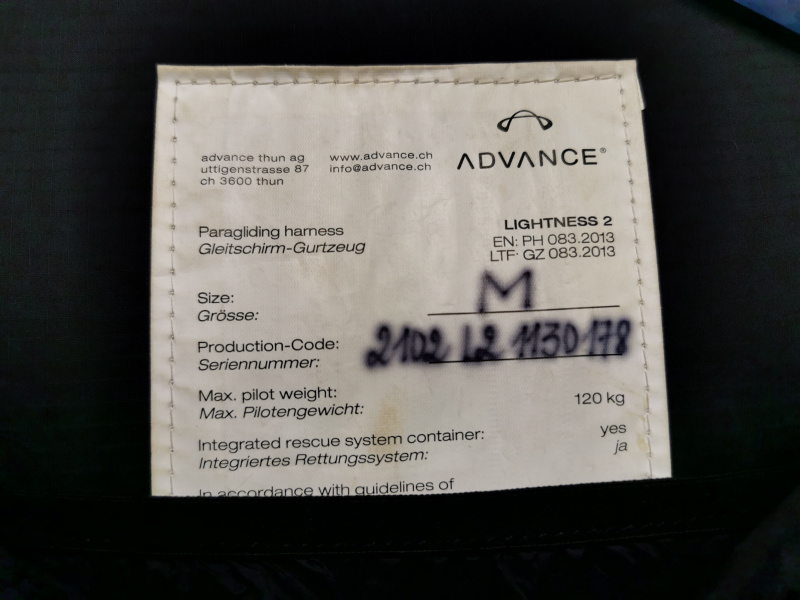 ADVANCE®
advance thun ag
uttigenstrasse 87
ch 3600 thun
www.advance.ch
info@advance.ch
Paragliding harness
Gleitschirm-Gurtzeug
LIGHTNESS 2
EN: PH 083.2013
LTF: GZ 083.2013
Size: M
Grösse:
Production-Code: 2102 L2 1130178
Seriennummer:
Max. pilot weight: 120 kg
Max. Pilotengewicht:
Integrated rescue system container: yes
Integriertes Rettungssystem: ja
In accordance with guidelines of